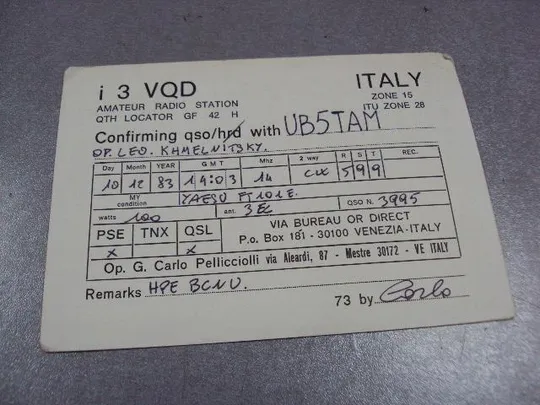 i 3 VQD
ITALY
AMATEUR RADIO STATION
ZONE 15
QTH LOCATOR GF 42 H
ITU ZONE 28
Confirming qso/hrd with UB5TAM
OP. LEO. KHMELNITSKY.
Day Month YEAR G M T Mhz 2 way R S T REC.
10 12 83 14:03 14 CW 5 9 9
MY condition YAESU FT101E. QSO N. 3995
watts 100 ant. 3EL
PSE TNX QSL VIA BUREAU OR DIRECT
X X P.o. Box 181 - 30100 VENEZIA-ITALY
Op. G. Carlo Pellicciolli via Aleardi, 87 - Mestre 30172 - VE ITALY
Remarks HPE BCNU. 73 by Carlo